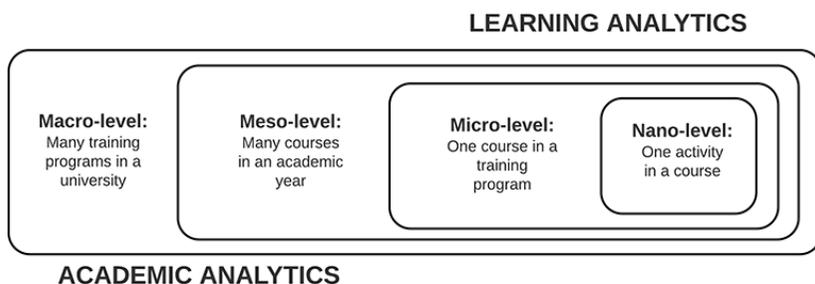 LEARNING ANALYTICS
Macro-level:
Many training
programs in a
university
Meso-level:
Many courses
in an academic
year
Micro-level:
One course in a
training
program
Nano-level:
One activity
in a course
ACADEMIC ANALYTICS